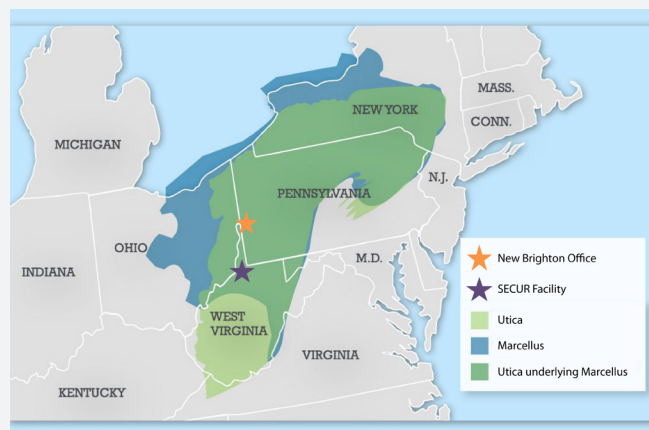 MASS.
NEW YORK
CONN.
MICHIGAN
PENNSYLVANIA
N.J.
OHIO
M.D.
INDIANA
WEST
VIRGINIA
VIRGINIA
KENTUCKY
New Brighton Office
SECUR Facility
Utica
Marcellus
Utica underlying Marcellus